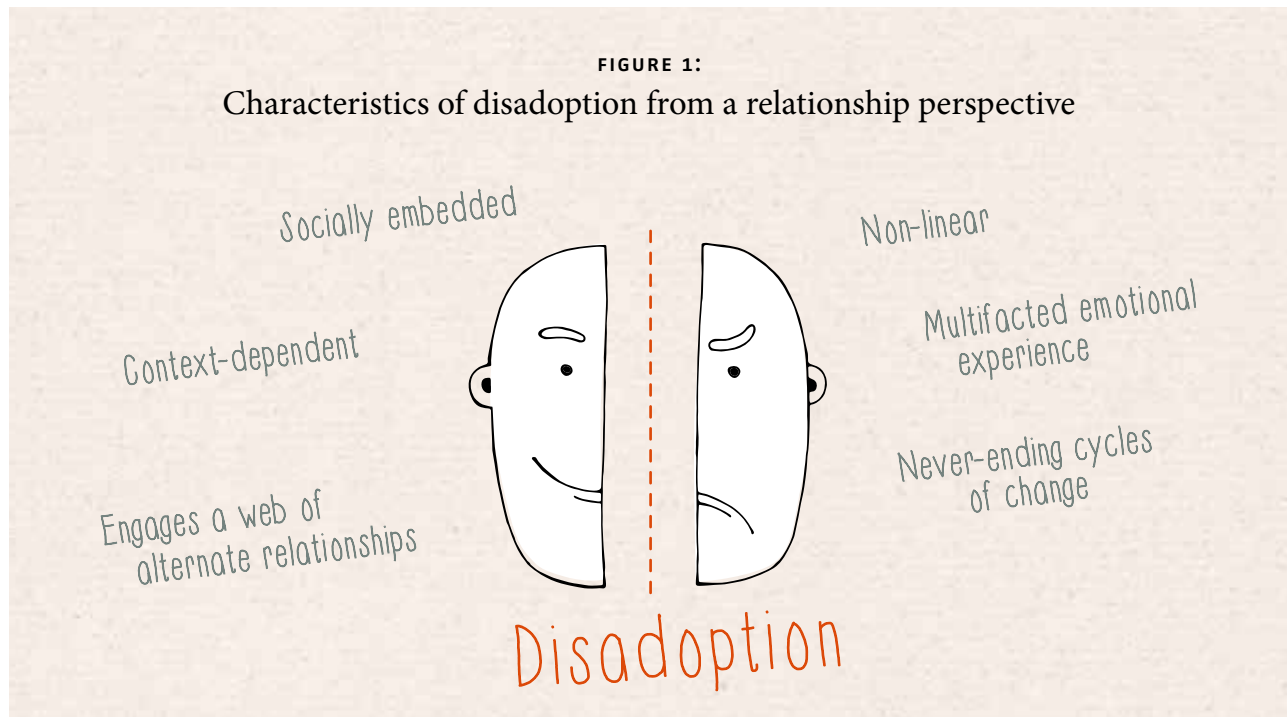 FIGURE 1:
Characteristics of disadoption from a relationship perspective
Socially embedded
Context-dependent
Engages a web of
alternate relationships
Non-linear
Multifacted emotional
experience
Never-ending cycles
of change
Disadoption